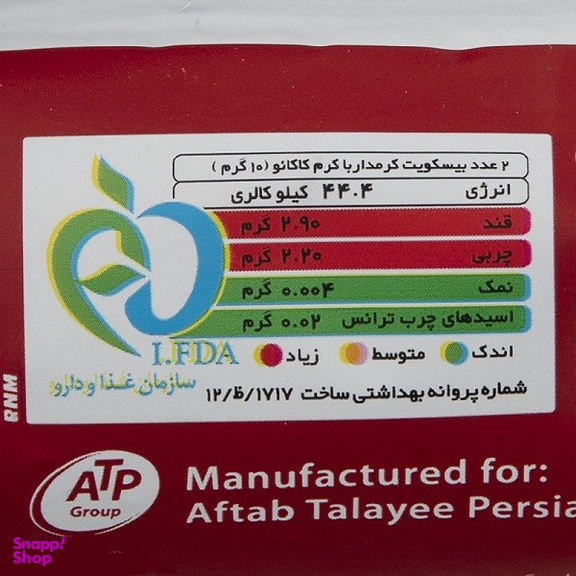 ۲ عدد بیسکویت کرمدار با کرم کاکائو (۱۰ گرم)
انرژی ۴۴.۴ کیلو کالری
قند ۲.۹۰ گرم
چربی ۲.۲۰ گرم
نمک ۰.۰۰۴ گرم
اسیدهای چرب ترانس ۰.۰۲ گرم
اندک متوسط زیاد
I.FDA
سازمان غذا و دارو
شماره پروانه بهداشتی ساخت ۱۲/ظ/۱۷۱۷
RNM
ATP
Group
Manufactured for:
Aftab Talayee Persia
Snapp!
Shop